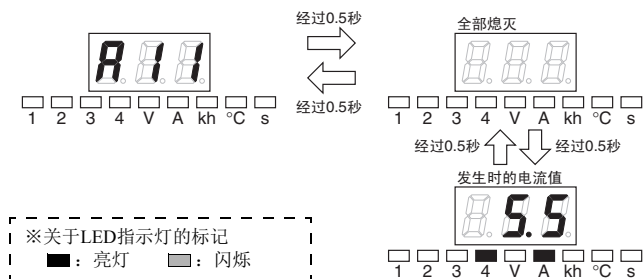 经过0.5秒
全部熄灭
A11
经过0.5秒
1 2 3 4 V A kh °C s
1 2 3 4 V A kh °C s
经过0.5秒 经过0.5秒
发生时的电流值
5.5
※关于LED指示灯的标记
：亮灯 ：闪烁
1 2 3 4 V A kh °C s